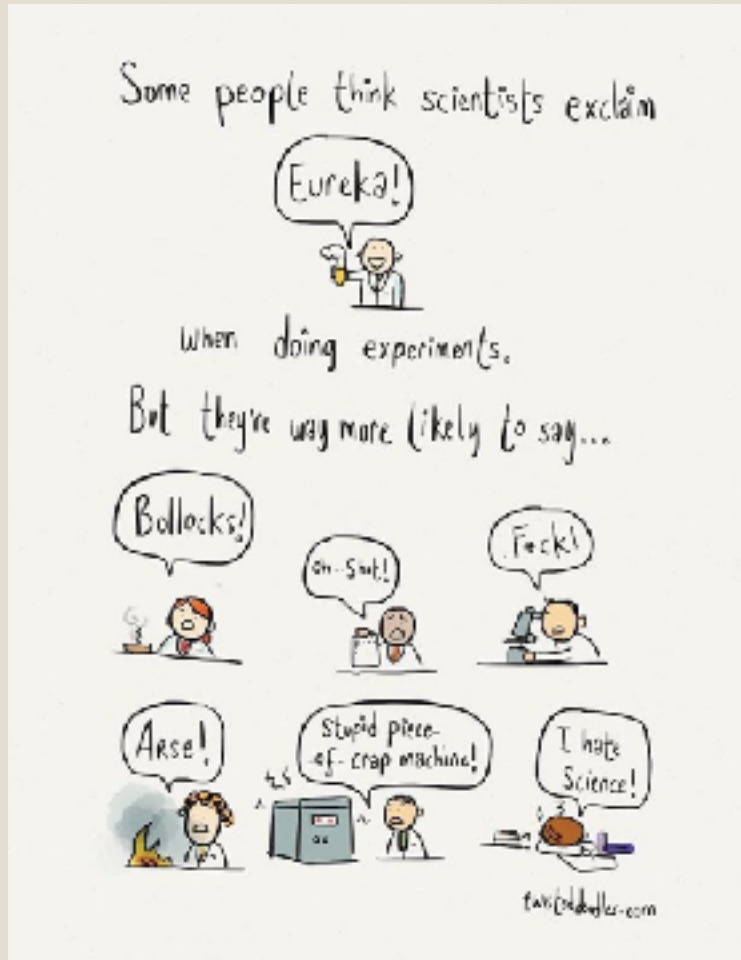 Some people think scientists exclaim
Eureka!
when doing experiments.
But they're way more likely to say...
Bollocks!
oh.. Shit!
Feck!
Arse!
Stupid piece-
-of-crap machine!
I hate
Science!
twisteddoodles.com